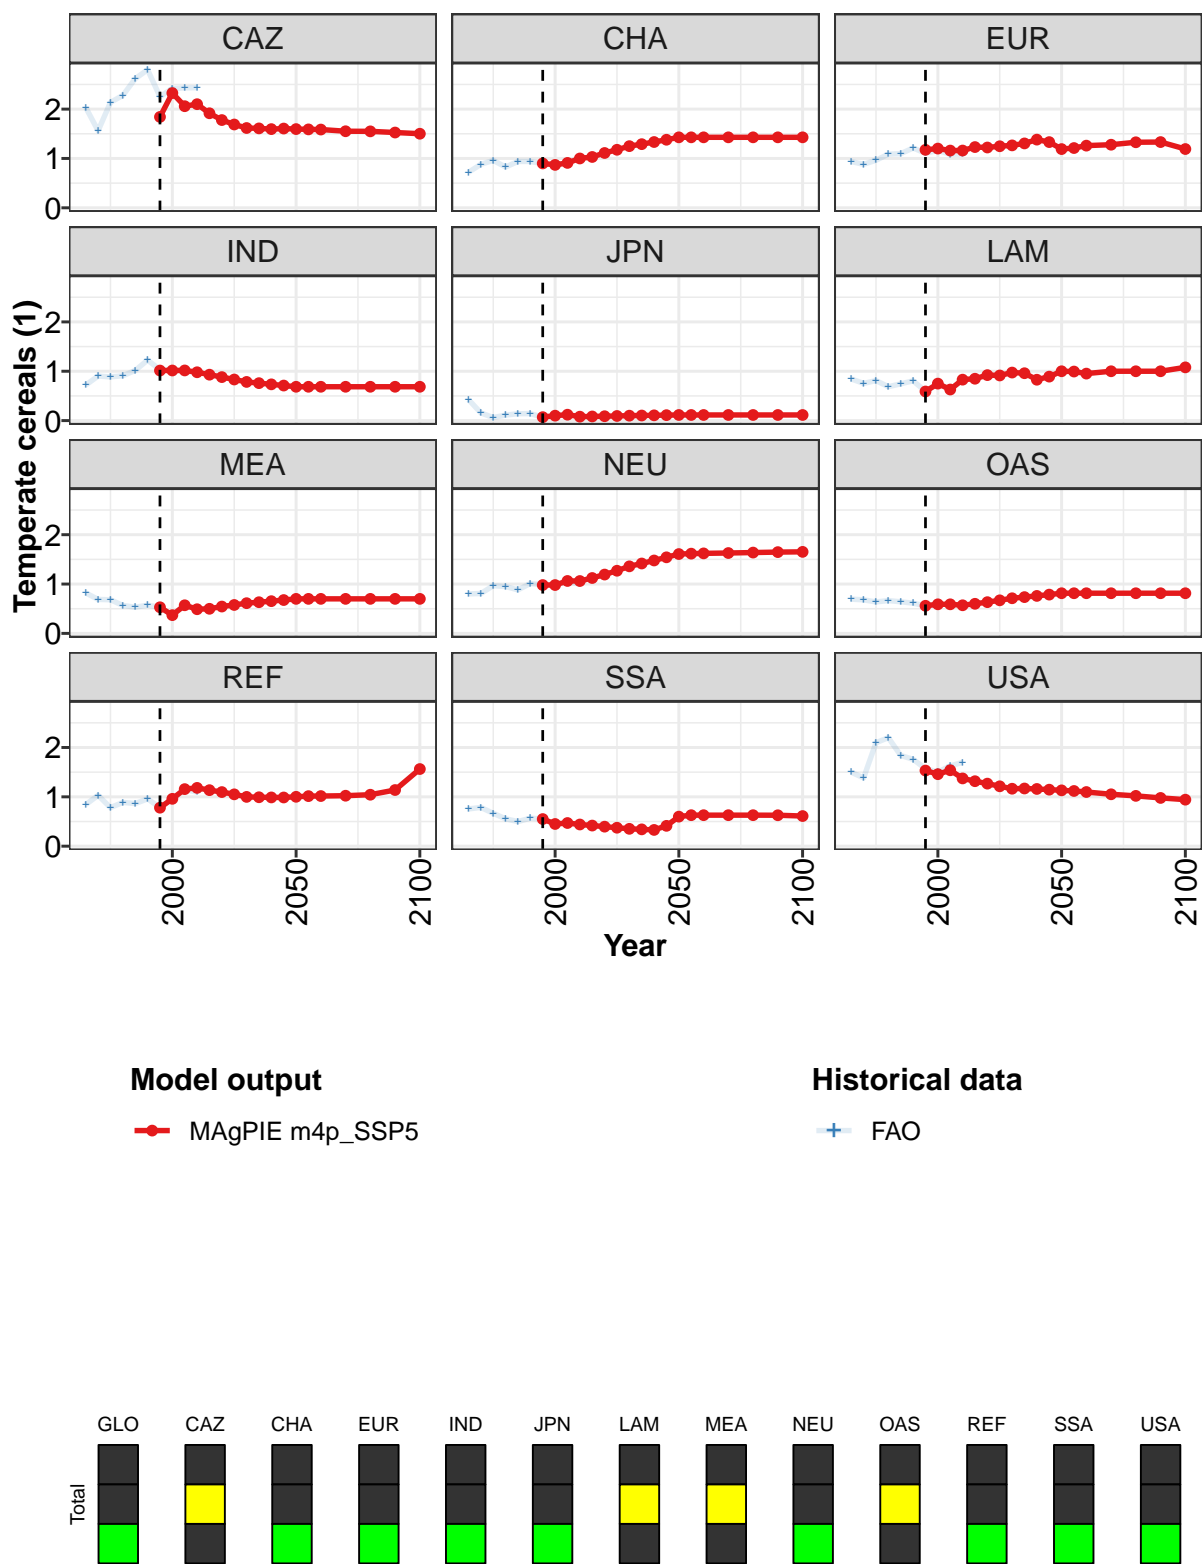 CAZ CHA EUR
2
1
0
IND JPN LAM
2
1
0
MEA NEU OAS
2
1
0
REF SSA USA
2
1
0
Temperate cereals (1)
2000 2050 2100 2000 2050 2100 2000 2050 2100
Year
Model output Historical data
MAgPIE m4p_SSP5 FAO
GLO CAZ CHA EUR IND JPN LAM MEA NEU OAS REF SSA USA
Total